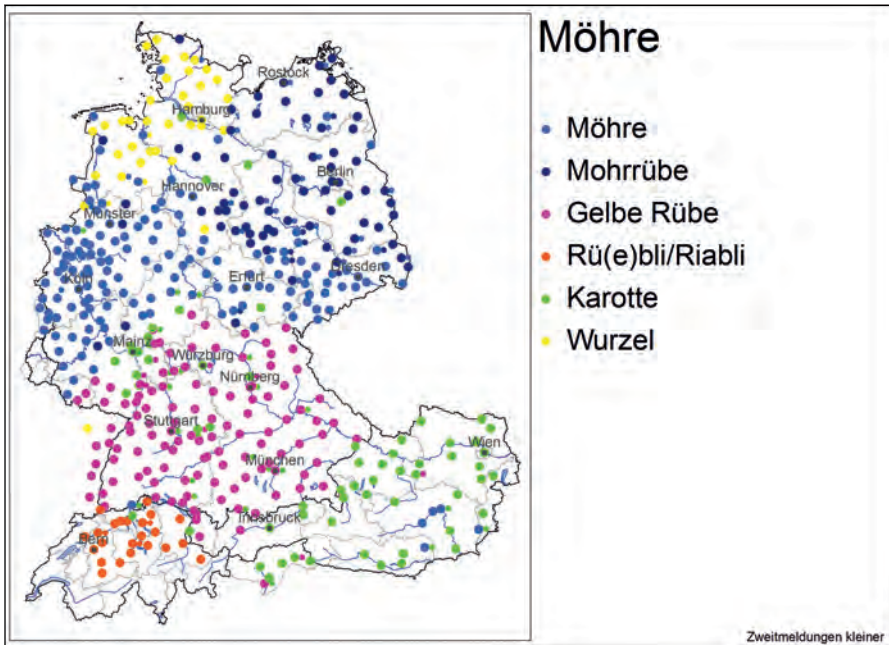 Möhre
Möhre
Mohrrübe
Gelbe Rübe
Rü(e)bli/Riabli
Karotte
Wurzel
Rostock
Hamburg
Berlin
Hannover
Münster
Köln
Erfurt
Dresden
Mainz
Würzburg
Nürnberg
Stuttgart
München
Wien
Innsbruck
Bern
Zweitmeldungen kleiner